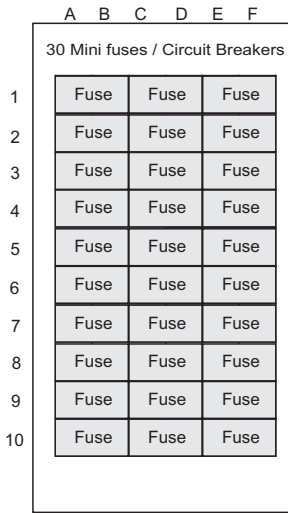 A B C D E F
30 Mini fuses / Circuit Breakers
1 Fuse Fuse Fuse
2 Fuse Fuse Fuse
3 Fuse Fuse Fuse
4 Fuse Fuse Fuse
5 Fuse Fuse Fuse
6 Fuse Fuse Fuse
7 Fuse Fuse Fuse
8 Fuse Fuse Fuse
9 Fuse Fuse Fuse
10 Fuse Fuse Fuse